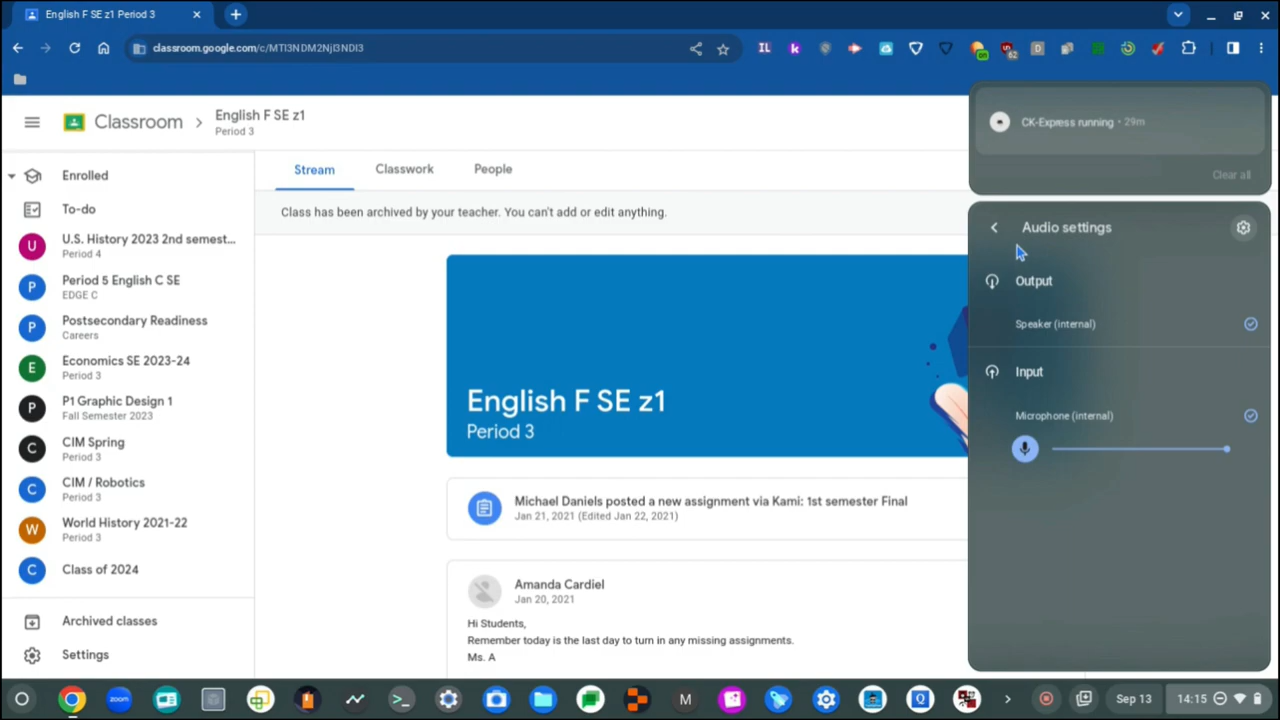 English F SE z1 Period 3
classroom.google.com/c/MTI3NDM2NjI3NDI3
Classroom
English F SE z1
Period 3
Enrolled
To-do
U.S. History 2023 2nd semest...
Period 4
Period 5 English C SE
EDGE C
Postsecondary Readiness
Careers
Economics SE 2023-24
Period 3
P1 Graphic Design 1
Fall Semester 2023
CIM Spring
Period 3
CIM / Robotics
Period 3
World History 2021-22
Period 3
Class of 2024
Archived classes
Settings
Stream Classwork People
Class has been archived by your teacher. You can't add or edit anything.
English F SE z1
Period 3
Michael Daniels posted a new assignment via Kami: 1st semester Final
Jan 21, 2021 (Edited Jan 22, 2021)
Amanda Cardiel
Jan 20, 2021
Hi Students,
Remember today is the last day to turn in any missing assignments.
Ms. A
CK-Express running • 29m
Clear all
Audio settings
Output
Speaker (internal)
Input
Microphone (internal)
zoom
Sep 13
14:15